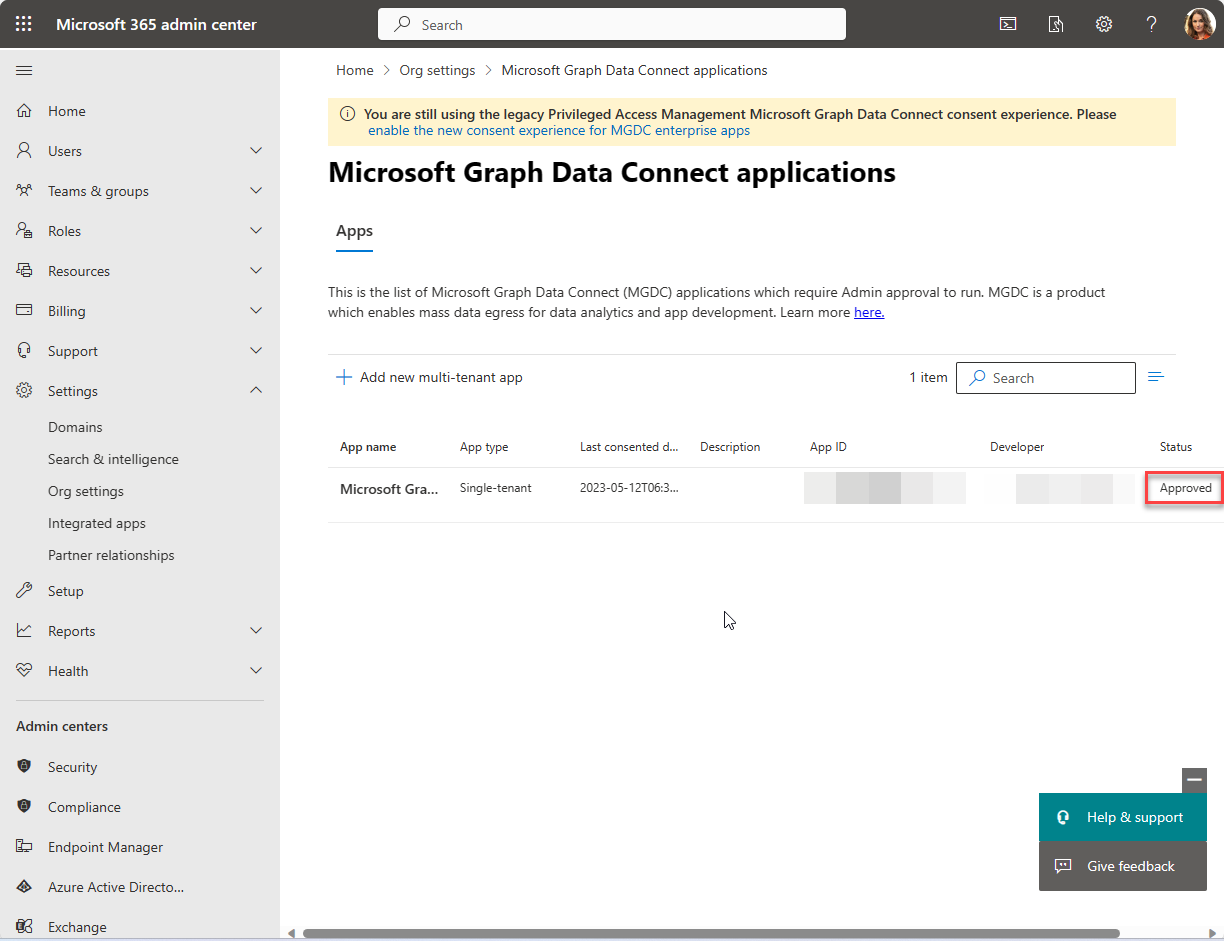 Microsoft 365 admin center
Search
Home
Users
Teams & groups
Roles
Resources
Billing
Support
Settings
Domains
Search & intelligence
Org settings
Integrated apps
Partner relationships
Setup
Reports
Health
Admin centers
Security
Compliance
Endpoint Manager
Azure Active Directo...
Exchange
Home > Org settings > Microsoft Graph Data Connect applications
You are still using the legacy Privileged Access Management Microsoft Graph Data Connect consent experience. Please
enable the new consent experience for MGDC enterprise apps
Microsoft Graph Data Connect applications
Apps
This is the list of Microsoft Graph Data Connect (MGDC) applications which require Admin approval to run. MGDC is a product
which enables mass data egress for data analytics and app development. Learn more here.
Add new multi-tenant app 1 item Search
App name App type Last consented d... Description App ID Developer Status
Microsoft Gra... Single-tenant 2023-05-12T06:3... Approved
Help & support
Give feedback